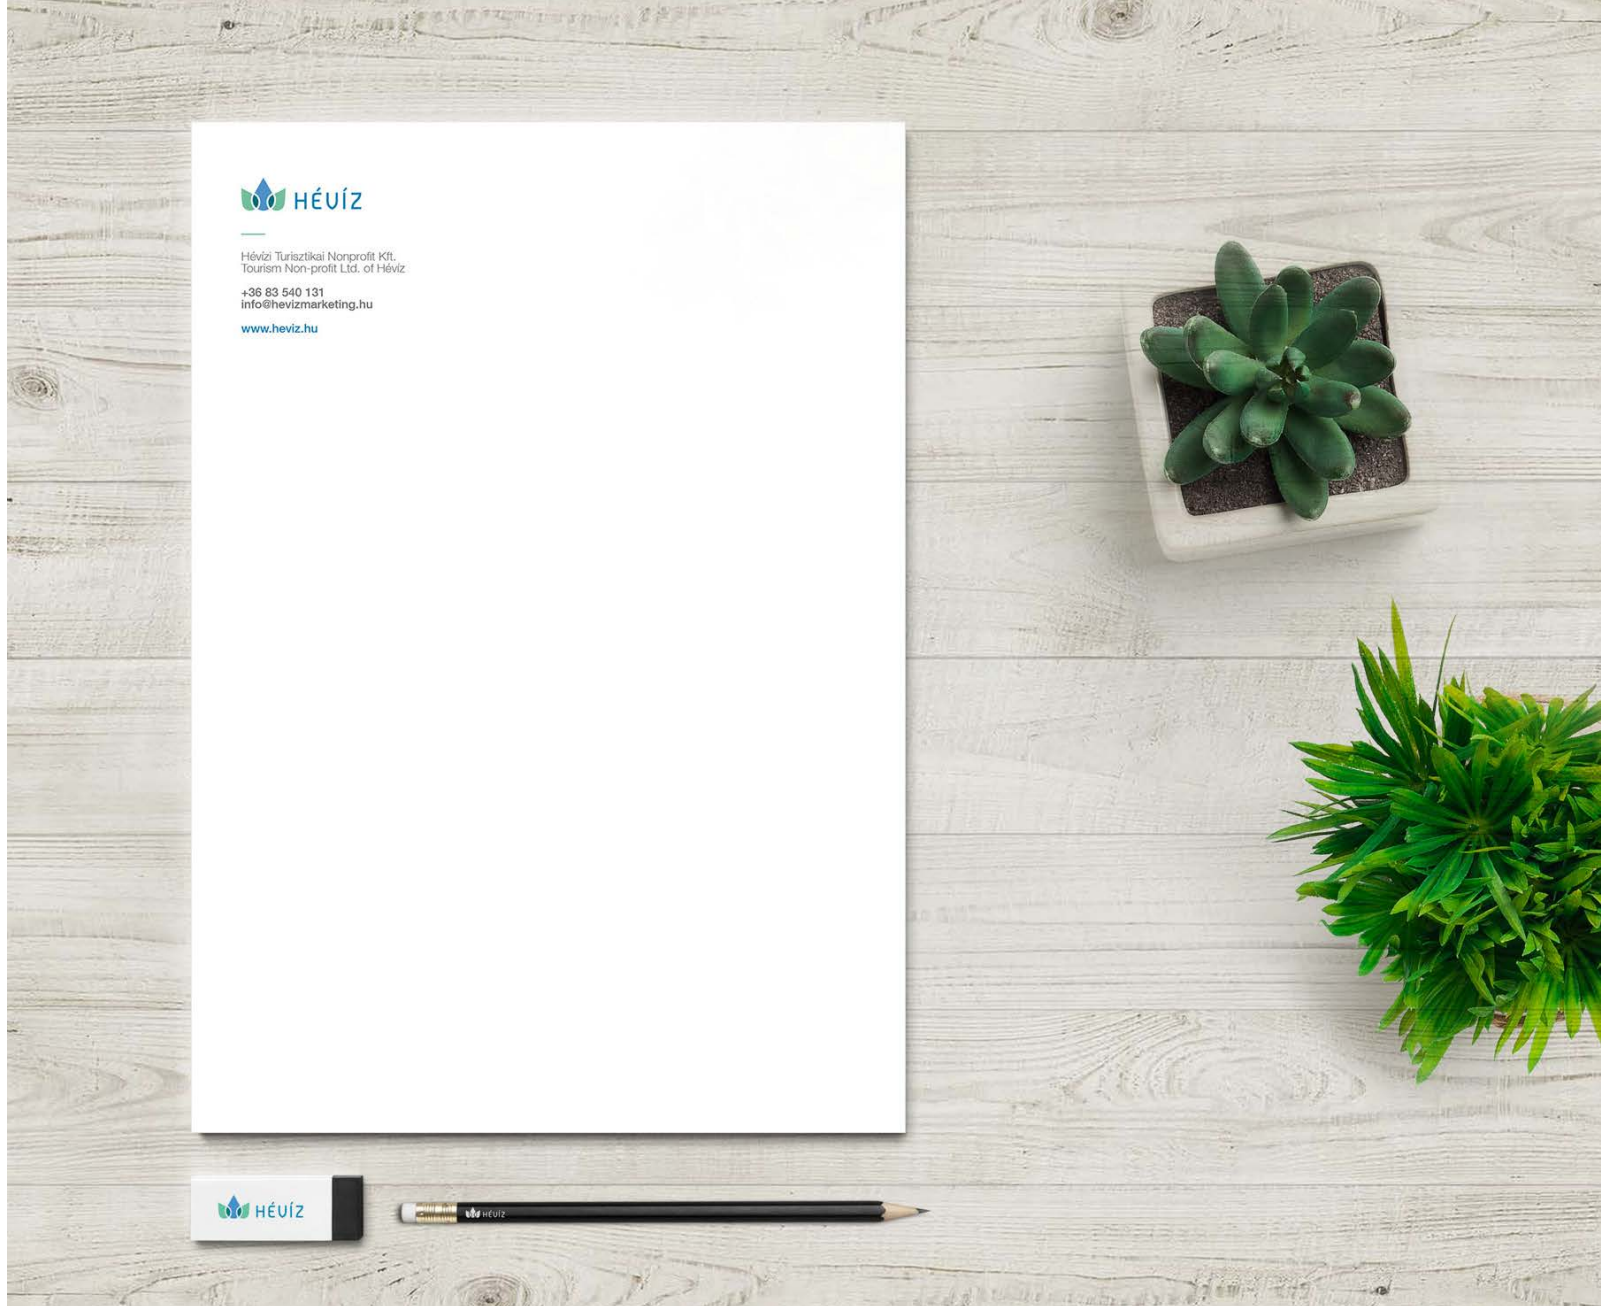 HÉVÍZ
Hévízi Turisztikai Nonprofit Kft.
Tourism Non-profit Ltd. of Hévíz
+36 83 540 131
info@hevizmarketing.hu
www.heviz.hu
HÉVÍZ
HÉVÍZ